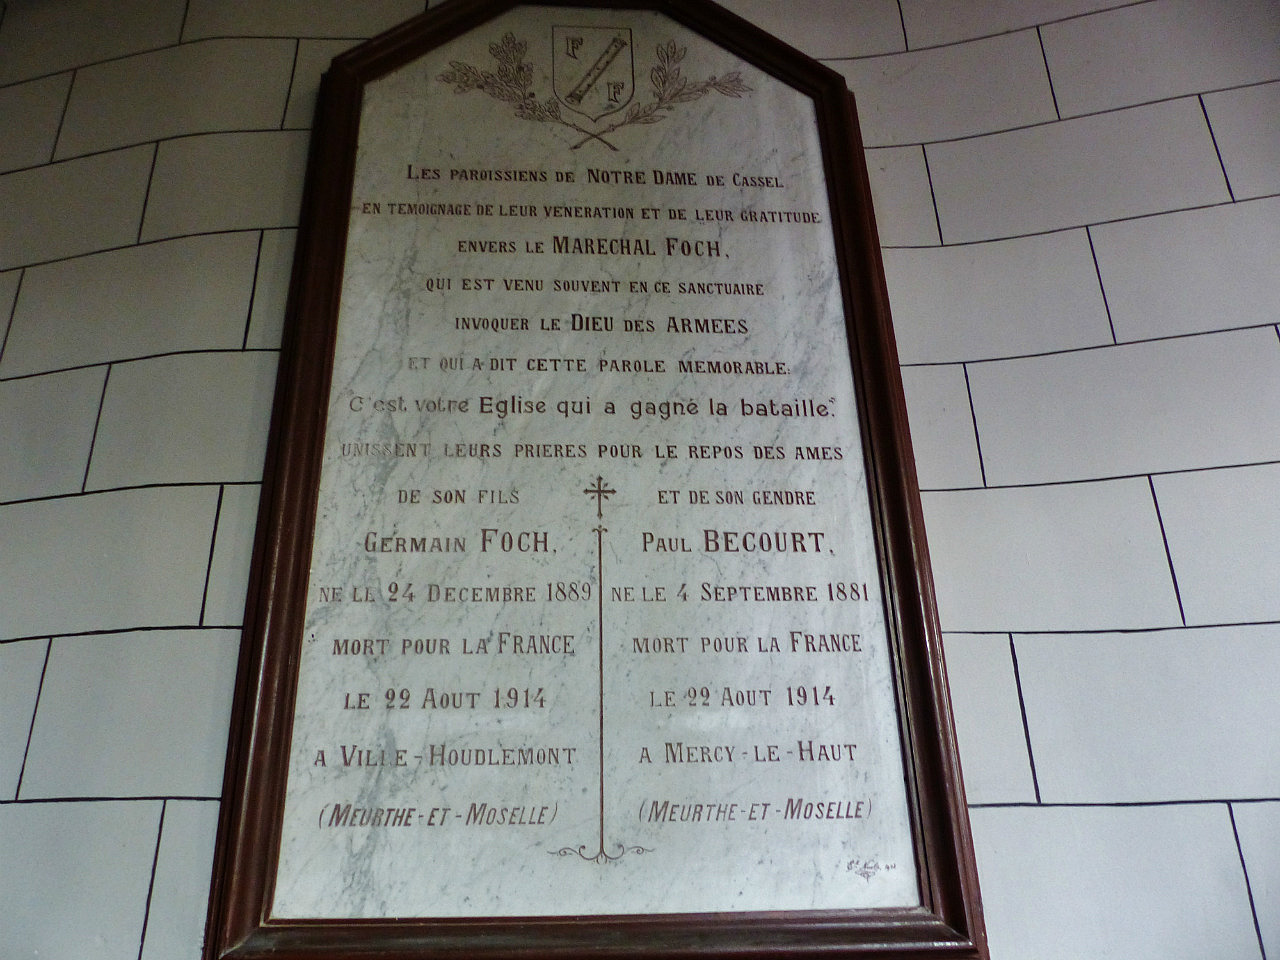 F
F
LES PAROISSIENS DE NOTRE DAME DE CASSEL
EN TEMOIGNAGE DE LEUR VENERATION ET DE LEUR GRATITUDE
ENVERS LE MARECHAL FOCH,
QUI EST VENU SOUVENT EN CE SANCTUAIRE
INVOQUER LE DIEU DES ARMEES
ET QUI A DIT CETTE PAROLE MEMORABLE:
C'est votre Eglise qui a gagné la bataille.
UNISSENT LEURS PRIERES POUR LE REPOS DES AMES
DE SON FILS
GERMAIN FOCH,
NE LE 24 DECEMBRE 1889
MORT POUR LA FRANCE
LE 22 AOUT 1914
A VILLE-HOUDLEMONT
(MEURTHE-ET-MOSELLE)
ET DE SON GENDRE
PAUL BECOURT,
NE LE 4 SEPTEMBRE 1881
MORT POUR LA FRANCE
LE 22 AOUT 1914
A MERCY-LE-HAUT
(MEURTHE-ET-MOSELLE)